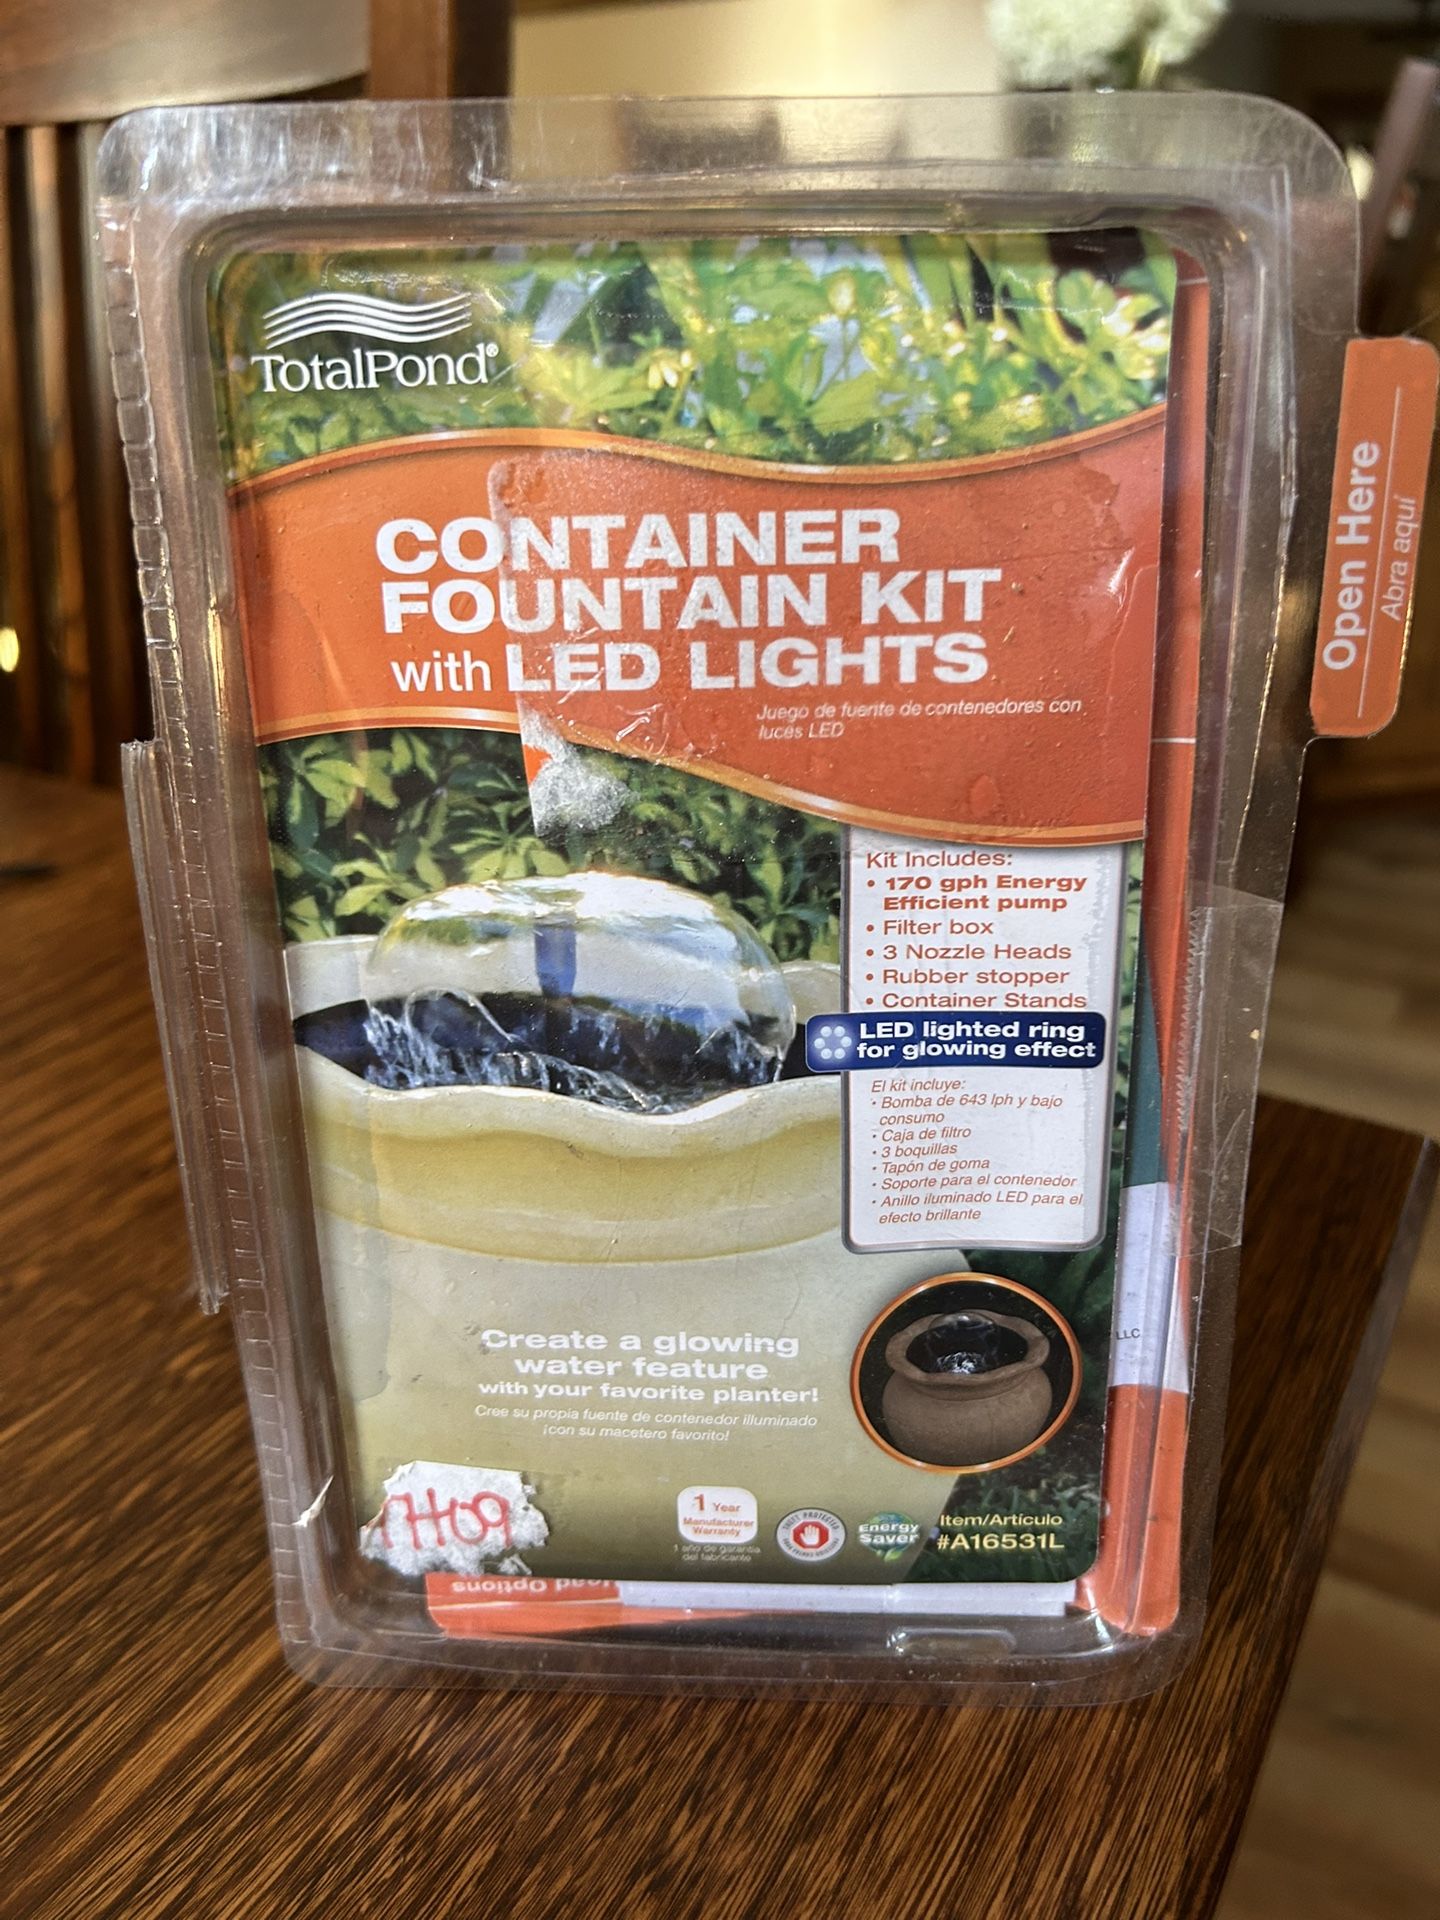 TotalPond®
CONTAINER
FOUNTAIN KIT
with LED LIGHTS
Juego de fuente de contenedores con
luces LED
Open Here
Abra aquí
Kit Includes:
• 170 gph Energy
Efficient pump
• Filter box
• 3 Nozzle Heads
• Rubber stopper
• Container Stands
LED lighted ring
for glowing effect
El kit incluye:
• Bomba de 643 lph y bajo
consumo
• Caja de filtro
• 3 boquillas
• Tapón de goma
• Soporte para el contenedor
• Anillo iluminado LED para el
efecto brillante
LLC
Create a glowing
water feature
with your favorite planter!
Cree su propia fuente de contenedor illuminado
¡con su macetero favorito!
1 Year
Manufacturer
Warranty
1 año de garantía
del fabricante
THEFT PROTECTED
Energy
Saver
Item/Artículo
#A16531L
Options